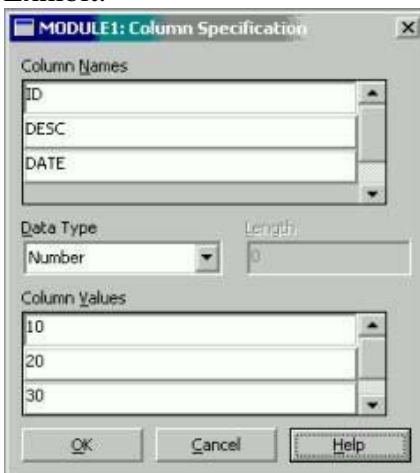 MODULE1: Column Specification
Column Names
ID
DESC
DATE
Data Type Length
Number 0
Column Values
10
20
30
OK Cancel Help